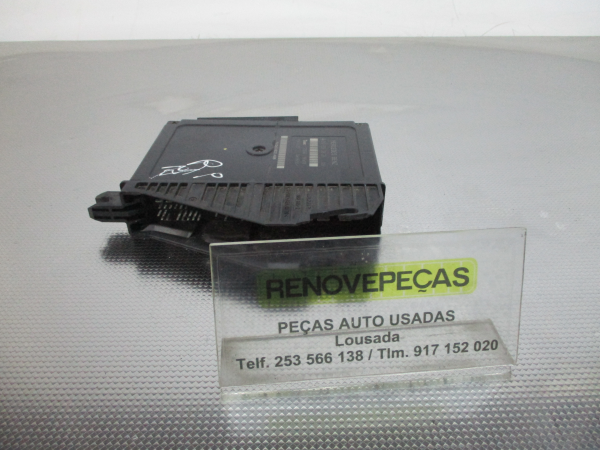 RENOVEPEÇAS
PEÇAS AUTO USADAS
Lousada
Telf. 253 566 138 / Tlm. 917 152 020